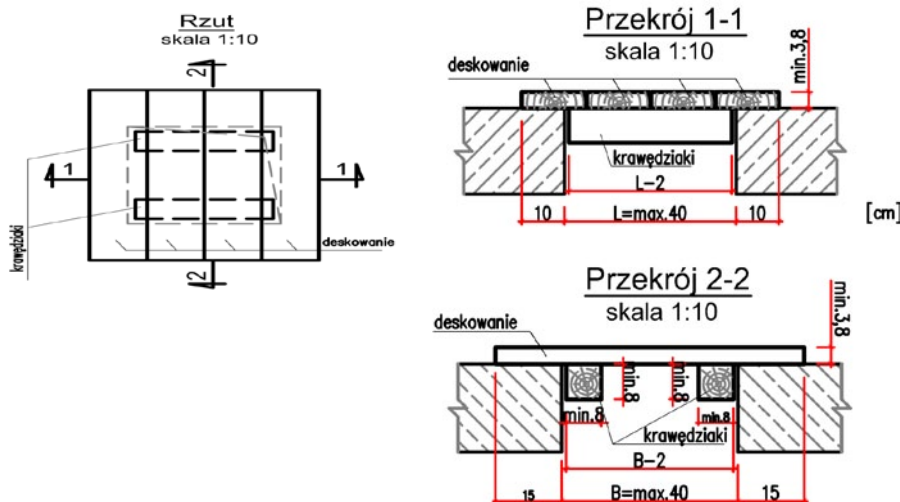 Rzut
skala 1:10
2
1
1
krawędziaki
deskowanie
2
Przekrój 1-1
skala 1:10
deskowanie
min.3,8
krawędziaki
L-2
10
L=max.40
10
[cm]
Przekrój 2-2
skala 1:10
deskowanie
min.3,8
min.8
min.8
min.8
min.8
krawędziaki
B-2
15
B=max.40
15